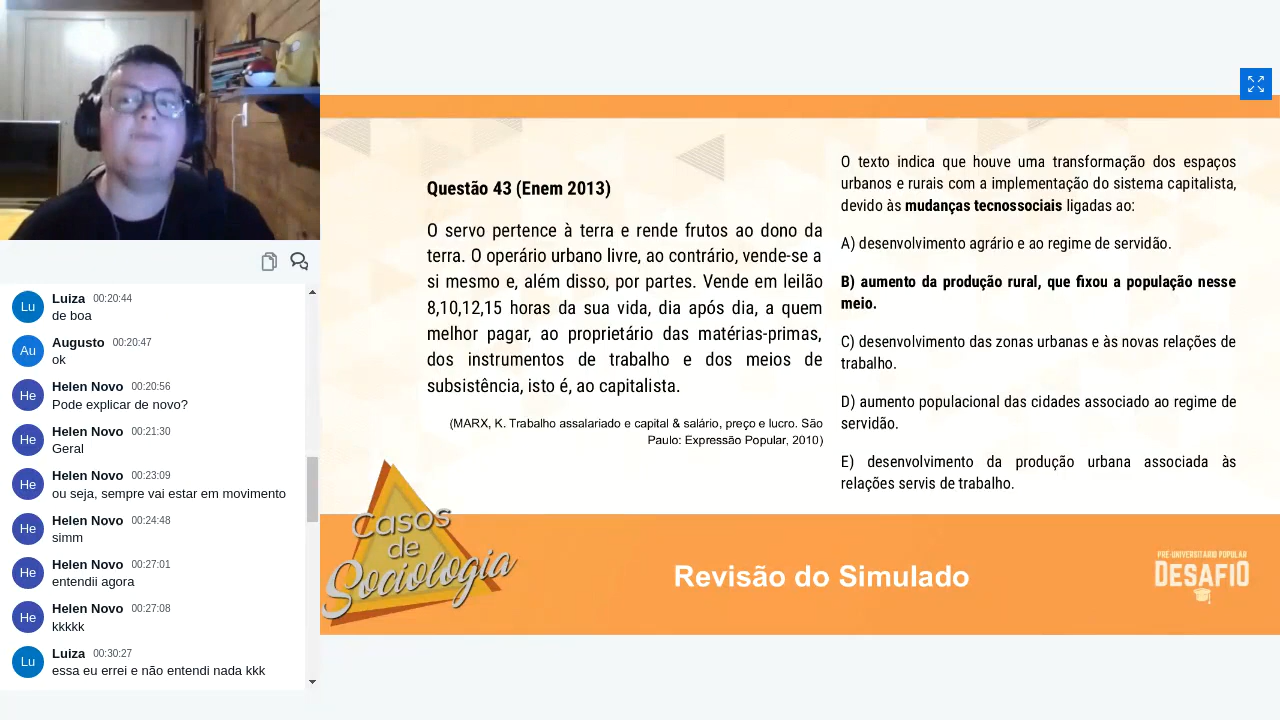 Lu
Luiza 00:20:44
de boa
Au
Augusto 00:20:47
ok
He
Helen Novo 00:20:56
Pode explicar de novo?
He
Helen Novo 00:21:30
Geral
He
Helen Novo 00:23:09
ou seja, sempre vai estar em movimento
He
Helen Novo 00:24:48
simm
He
Helen Novo 00:27:01
entendii agora
He
Helen Novo 00:27:08
kkkkk
Lu
Luiza 00:30:27
essa eu errei e não entendi nada kkk
Questão 43 (Enem 2013)
O servo pertence à terra e rende frutos ao dono da
terra. O operário urbano livre, ao contrário, vende-se a
si mesmo e, além disso, por partes. Vende em leilão
8,10,12,15 horas da sua vida, dia após dia, a quem
melhor pagar, ao proprietário das matérias-primas,
dos instrumentos de trabalho e dos meios de
subsistência, isto é, ao capitalista.
(MARX, K. Trabalho assalariado e capital & salário, preço e lucro. São
Paulo: Expressão Popular, 2010)
O texto indica que houve uma transformação dos espaços
urbanos e rurais com a implementação do sistema capitalista,
devido às mudanças tecnossociais ligadas ao:
A) desenvolvimento agrário e ao regime de servidão.
B) aumento da produção rural, que fixou a população nesse
meio.
C) desenvolvimento das zonas urbanas e às novas relações de
trabalho.
D) aumento populacional das cidades associado ao regime de
servidão.
E) desenvolvimento da produção urbana associada às
relações servis de trabalho.
Casos
de
Sociologia
Revisão do Simulado
PRÉ-UNIVERSITÁRIO POPULAR
DESAFIO